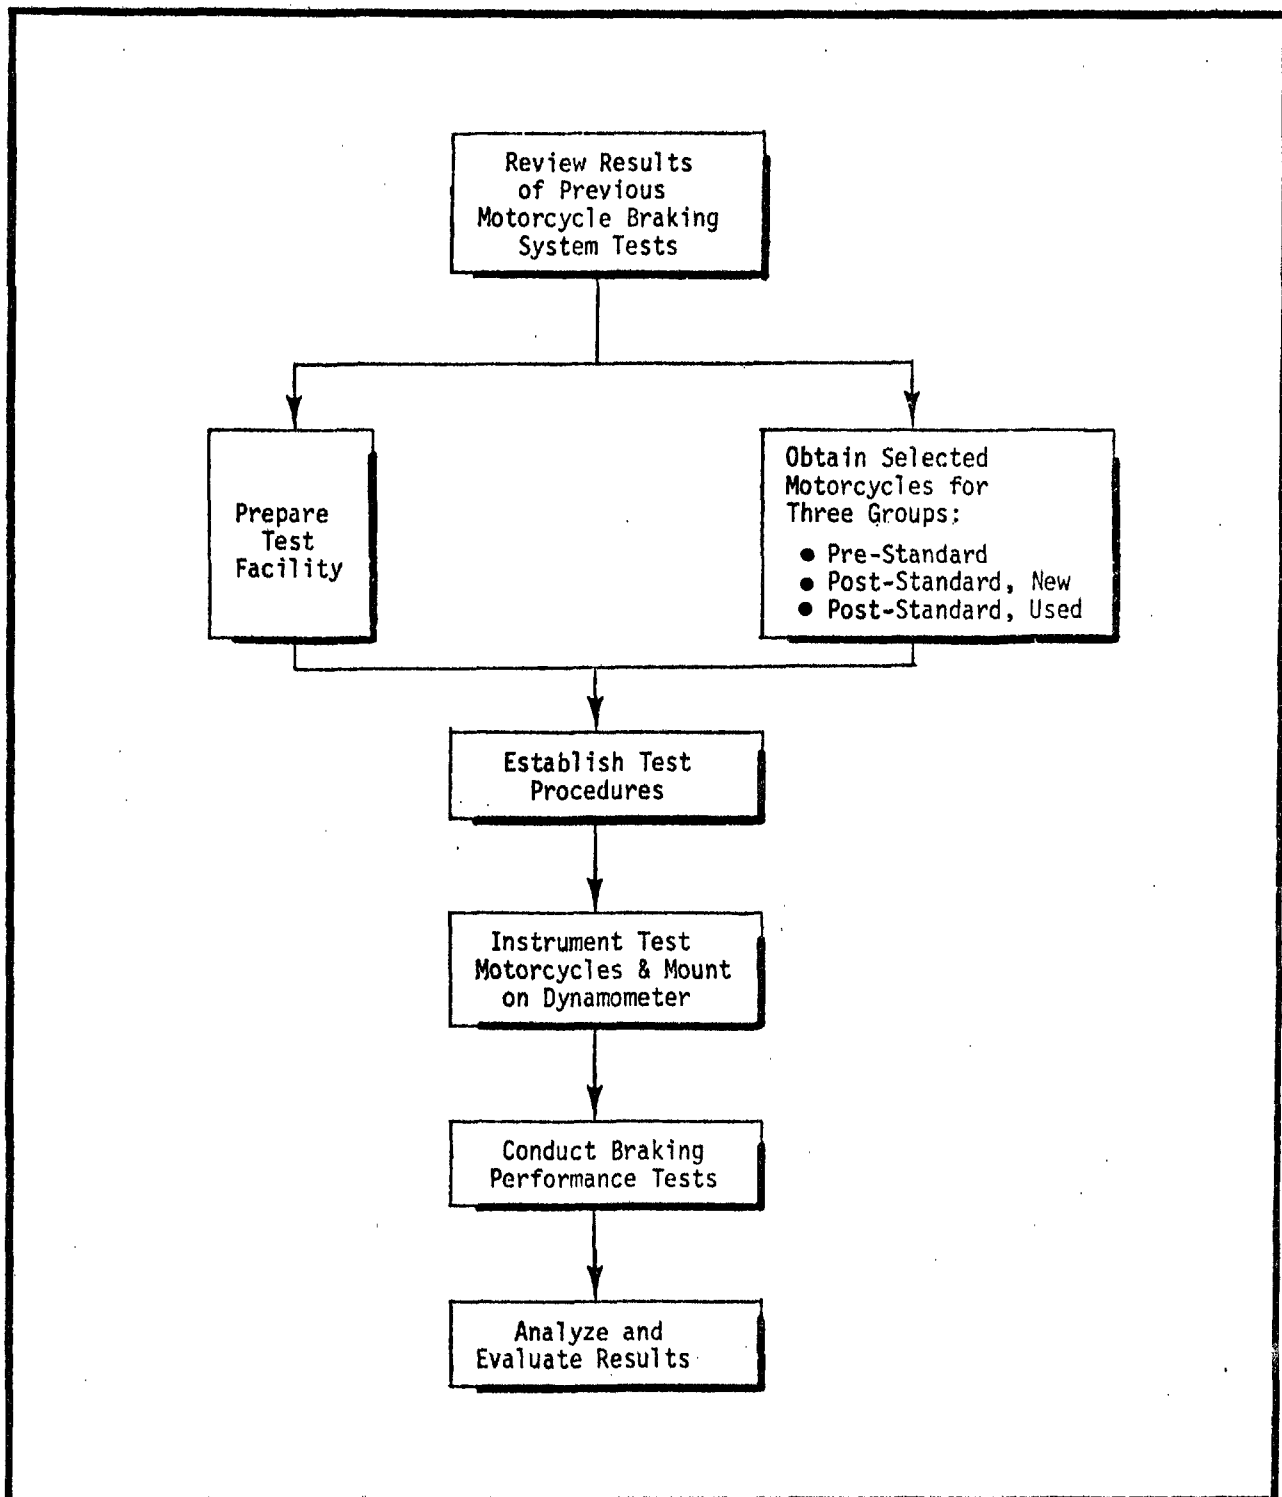 Review Results
of Previous
Motorcycle Braking
System Tests
Prepare
Test
Facility
Obtain Selected
Motorcycles for
Three Groups:
● Pre-Standard
● Post-Standard, New
● Post-Standard, Used
Establish Test
Procedures
Instrument Test
Motorcycles & Mount
on Dynamometer
Conduct Braking
Performance Tests
Analyze and
Evaluate Results